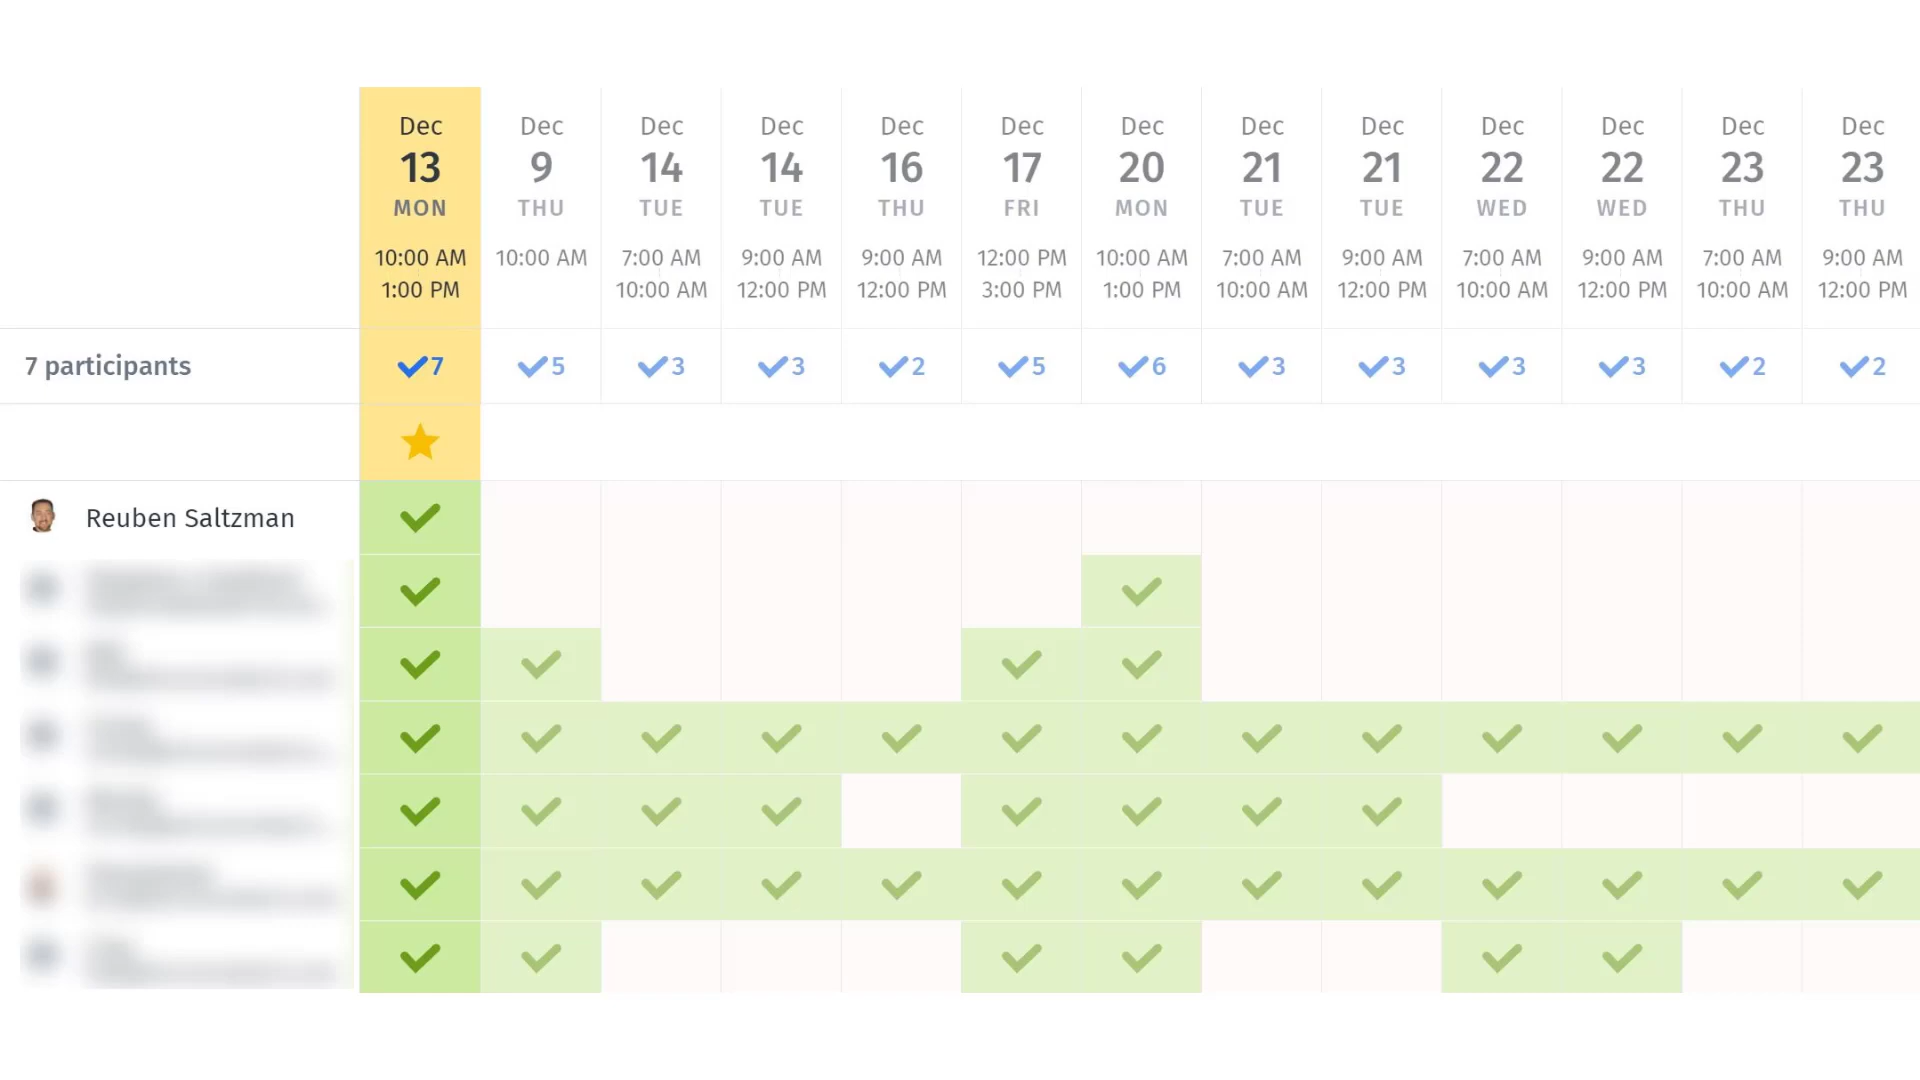 Dec Dec Dec Dec Dec Dec Dec Dec Dec Dec Dec Dec Dec
13 9 14 14 16 17 20 21 21 22 22 23 23
MON THU TUE TUE THU FRI MON TUE TUE WED WED THU THU
10:00 AM 10:00 AM 7:00 AM 9:00 AM 9:00 AM 12:00 PM 10:00 AM 7:00 AM 9:00 AM 7:00 AM 9:00 AM 7:00 AM 9:00 AM
1:00 PM 10:00 AM 12:00 PM 12:00 PM 3:00 PM 1:00 PM 10:00 AM 12:00 PM 10:00 AM 12:00 PM 10:00 AM 12:00 PM
7 participants 7 5 3 3 2 5 6 3 3 3 3 2 2
Reuben Saltzman